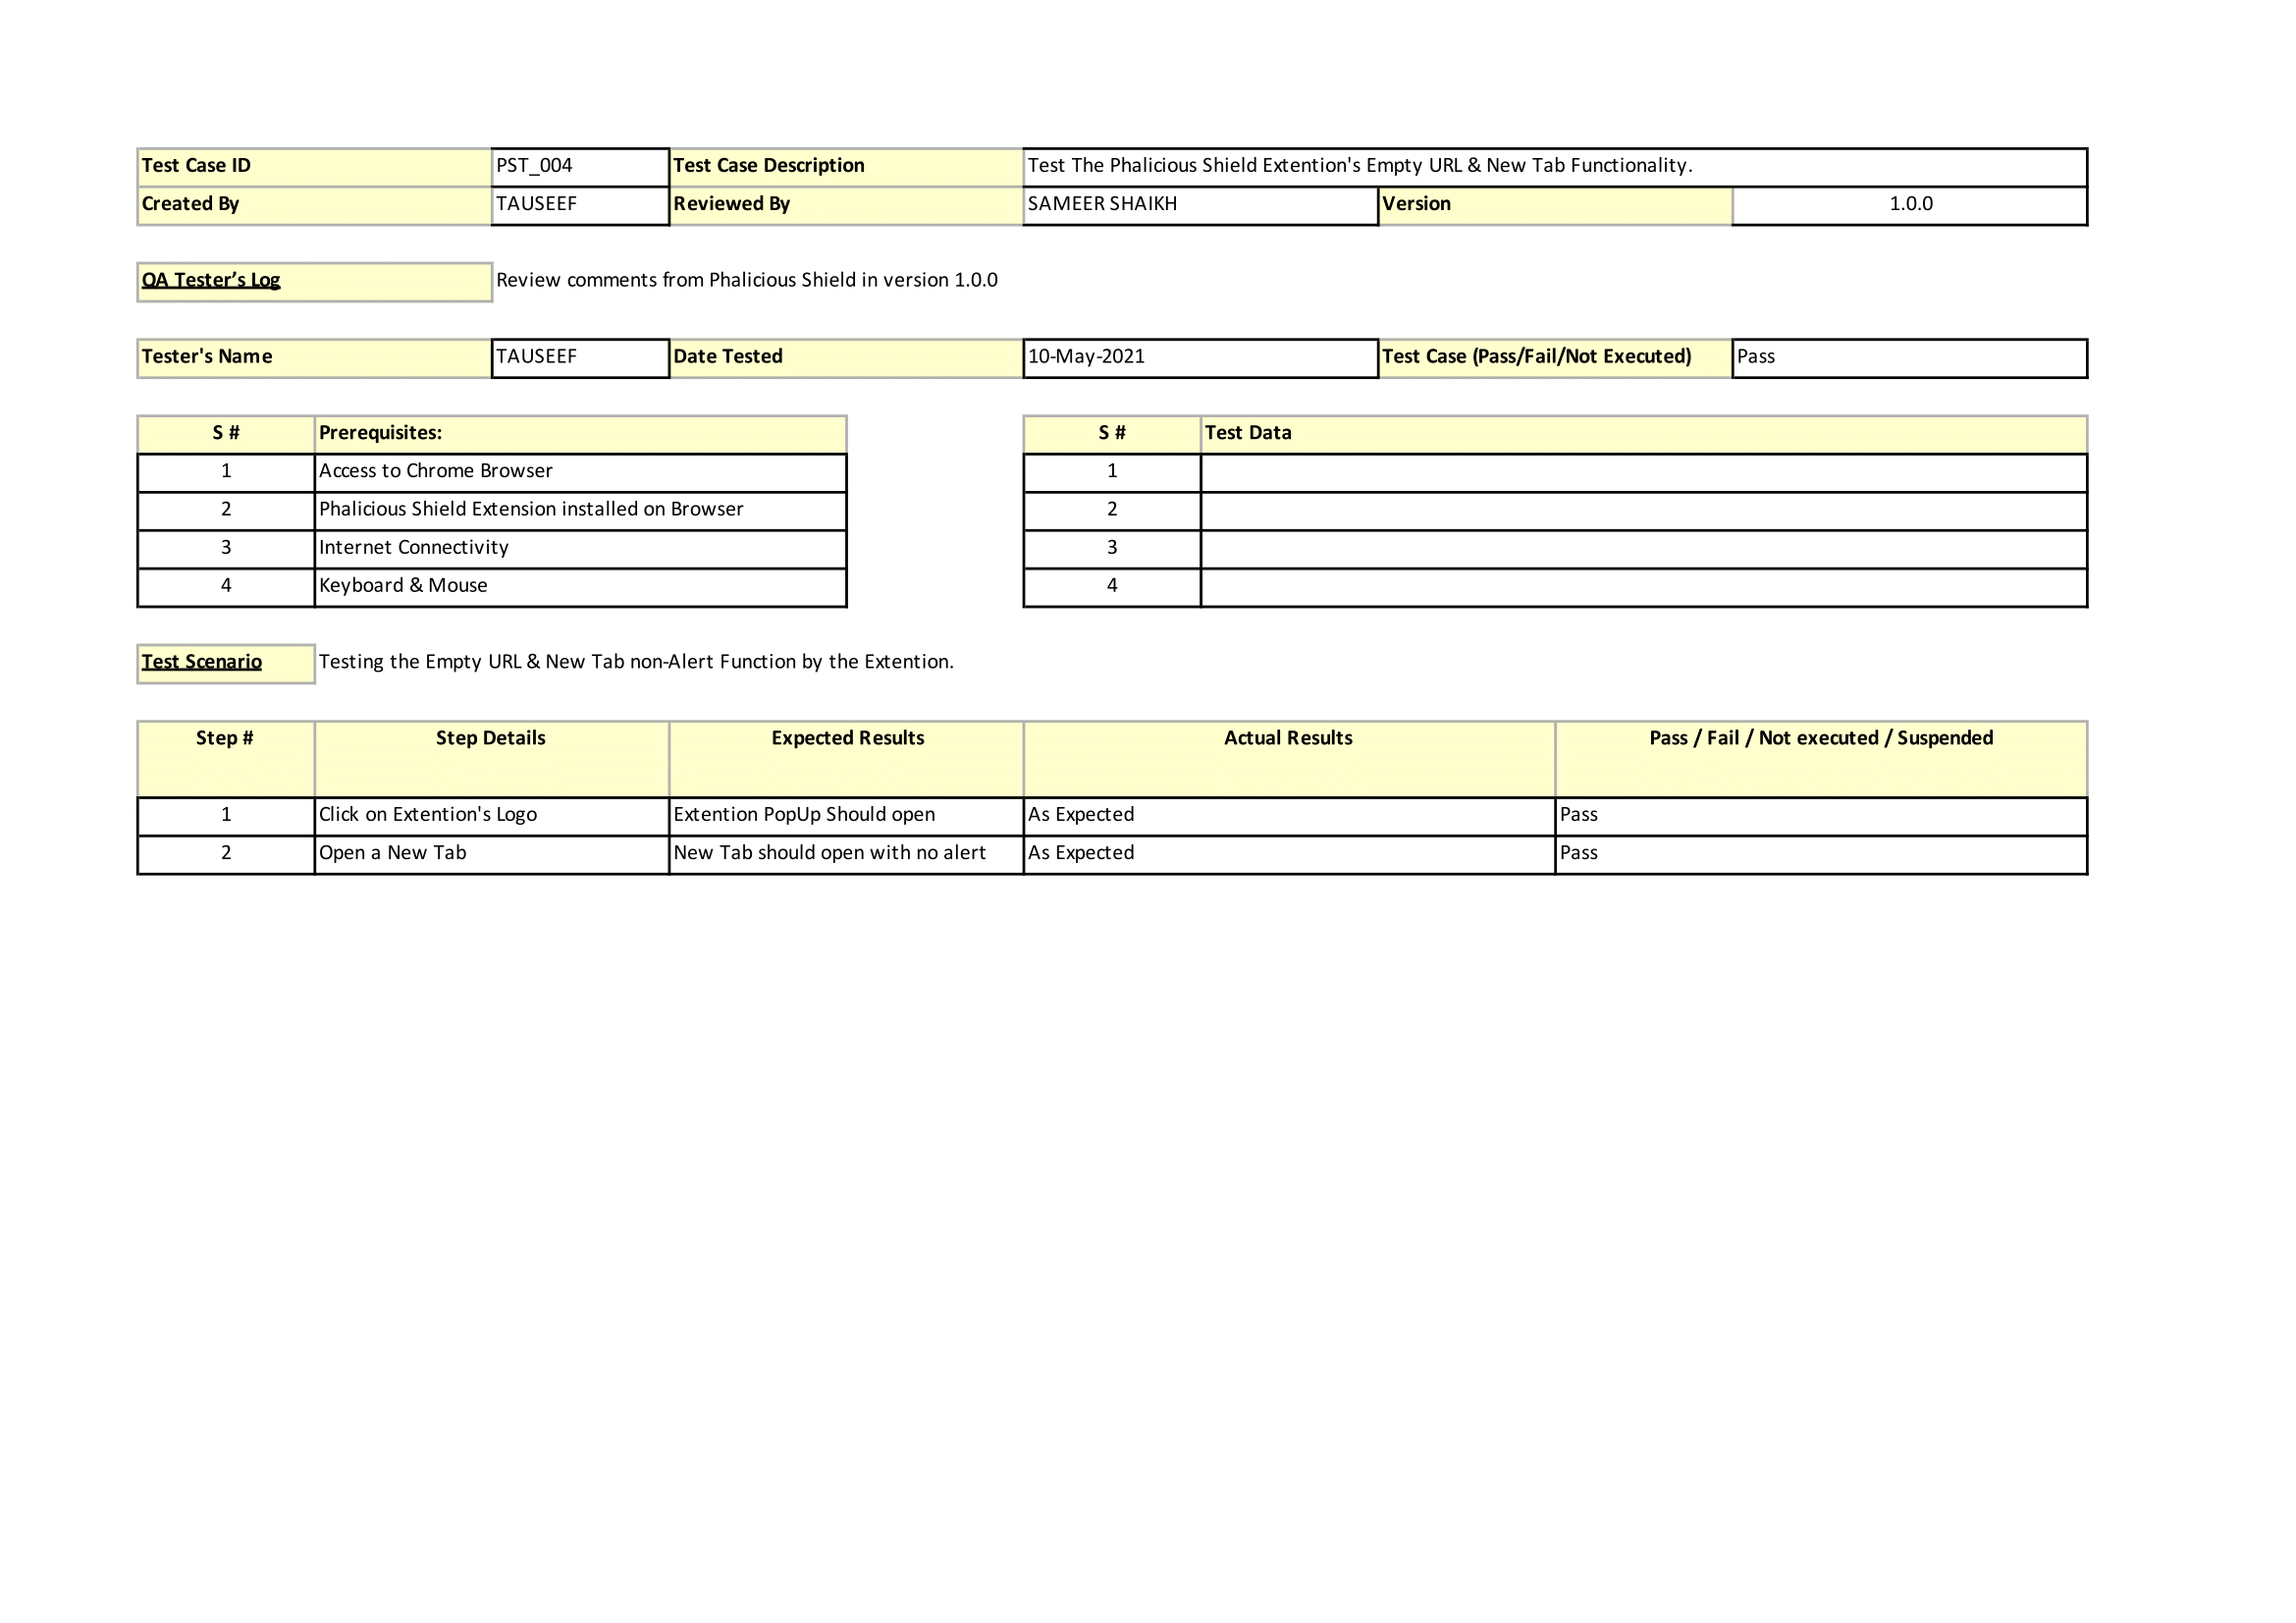 Test Case ID PST_004 Test Case Description Test The Phalicious Shield Extention's Empty URL & New Tab Functionality.
Created By TAUSEEF Reviewed By SAMEER SHAIKH Version 1.0.0
QA Tester’s Log Review comments from Phalicious Shield in version 1.0.0
Tester's Name TAUSEEF Date Tested 10-May-2021 Test Case (Pass/Fail/Not Executed) Pass
S # Prerequisites: S # Test Data
1 Access to Chrome Browser 1
2 Phalicious Shield Extension installed on Browser 2
3 Internet Connectivity 3
4 Keyboard & Mouse 4
Test Scenario Testing the Empty URL & New Tab non-Alert Function by the Extention.
Step # Step Details Expected Results Actual Results Pass / Fail / Not executed / Suspended
1 Click on Extention's Logo Extention PopUp Should open As Expected Pass
2 Open a New Tab New Tab should open with no alert As Expected Pass